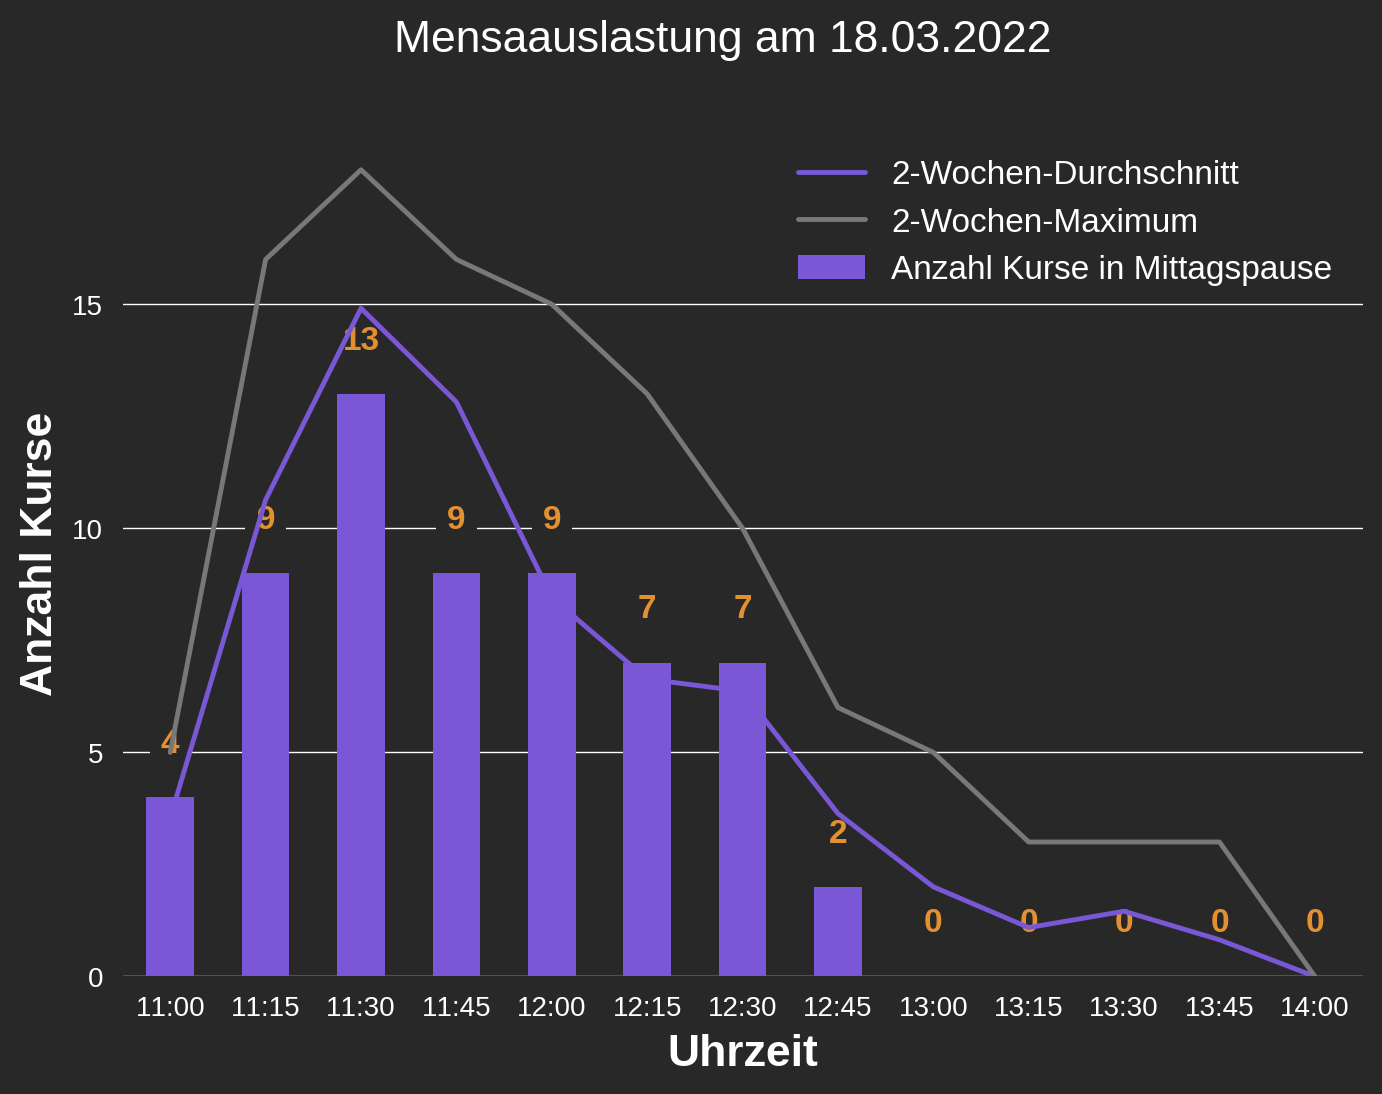 Mensaauslastung am 18.03.2022
2-Wochen-Durchschnitt
2-Wochen-Maximum
Anzahl Kurse in Mittagspause
Anzahl Kurse
15
10
5
0
4
9
13
9
9
7
7
2
0
0
0
0
0
11:00 11:15 11:30 11:45 12:00 12:15 12:30 12:45 13:00 13:15 13:30 13:45 14:00
Uhrzeit